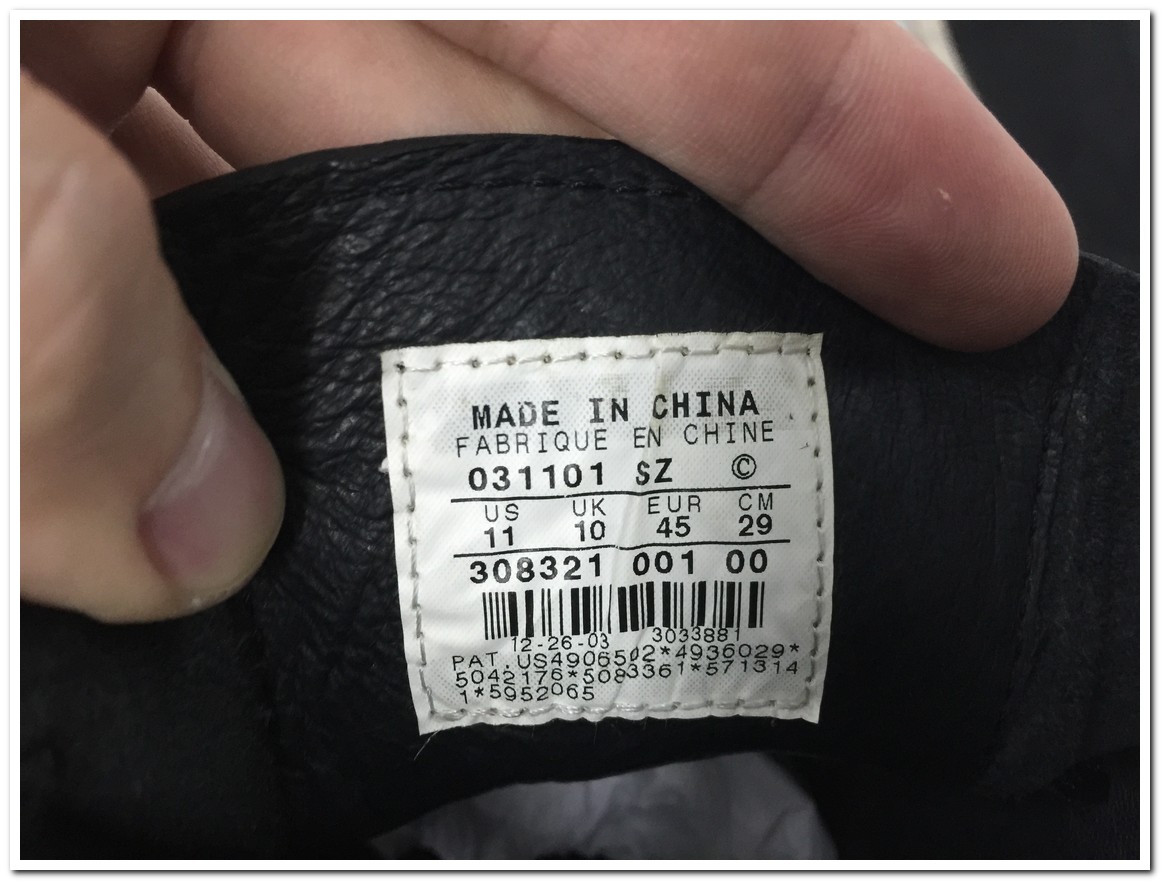 MADE IN CHINA
FABRIQUE EN CHINE
031101 SZ ©
US UK EUR CM
11 10 45 29
308321 001 00
12-26-03 3033881
PAT.US4906502*4936029*
5042176*5083361*571314
1*5952065